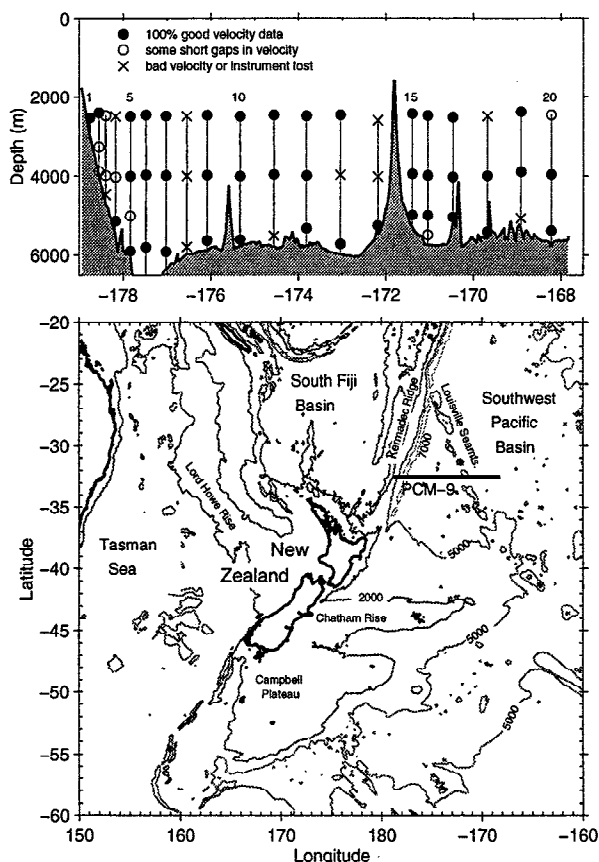 100% good velocity data
some short gaps in velocity
bad velocity or instrument lost
0
2000
4000
6000
Depth (m)
1
5
10
15
20
−178
−176
−174
−172
−170
−168
−20
−25
−30
−35
−40
−45
−50
−55
−60
Latitude
South Fiji
Basin
Kermadec Ridge
7000
Louisville Seamts.
Southwest
Pacific
Basin
PCM−9
Lord Howe Rise
Tasman
Sea
New
Zealand
5000
2000
Chatham Rise
5000
Campbell
Plateau
5000
150
160
170
180
−170
−160
Longitude